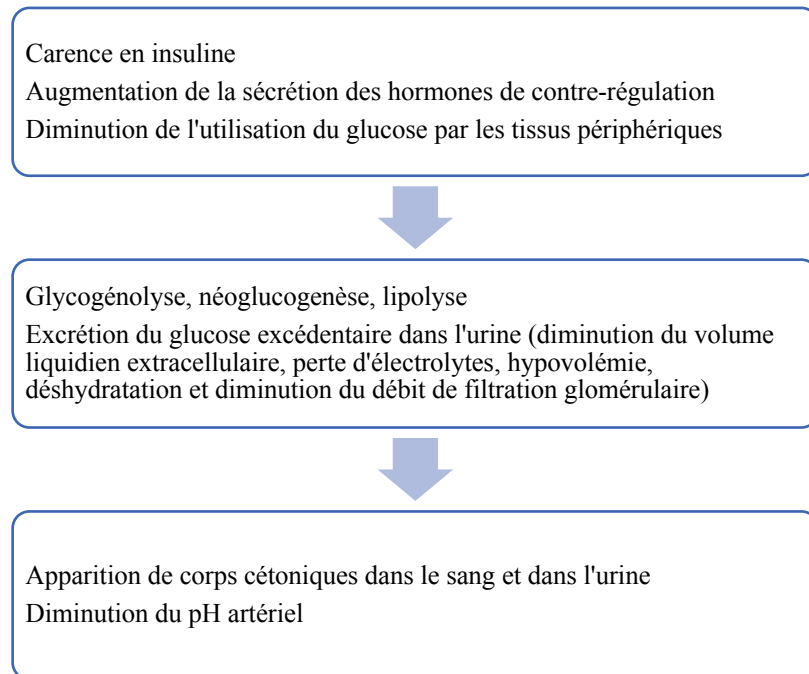 Carence en insuline
Augmentation de la sécrétion des hormones de contre-régulation
Diminution de l'utilisation du glucose par les tissus périphériques
Glycogénolyse, néoglucogenèse, lipolyse
Excrétion du glucose excédentaire dans l'urine (diminution du volume
liquidien extracellulaire, perte d'électrolytes, hypovolémie,
déshydratation et diminution du débit de filtration glomérulaire)
Apparition de corps cétoniques dans le sang et dans l'urine
Diminution du pH artériel